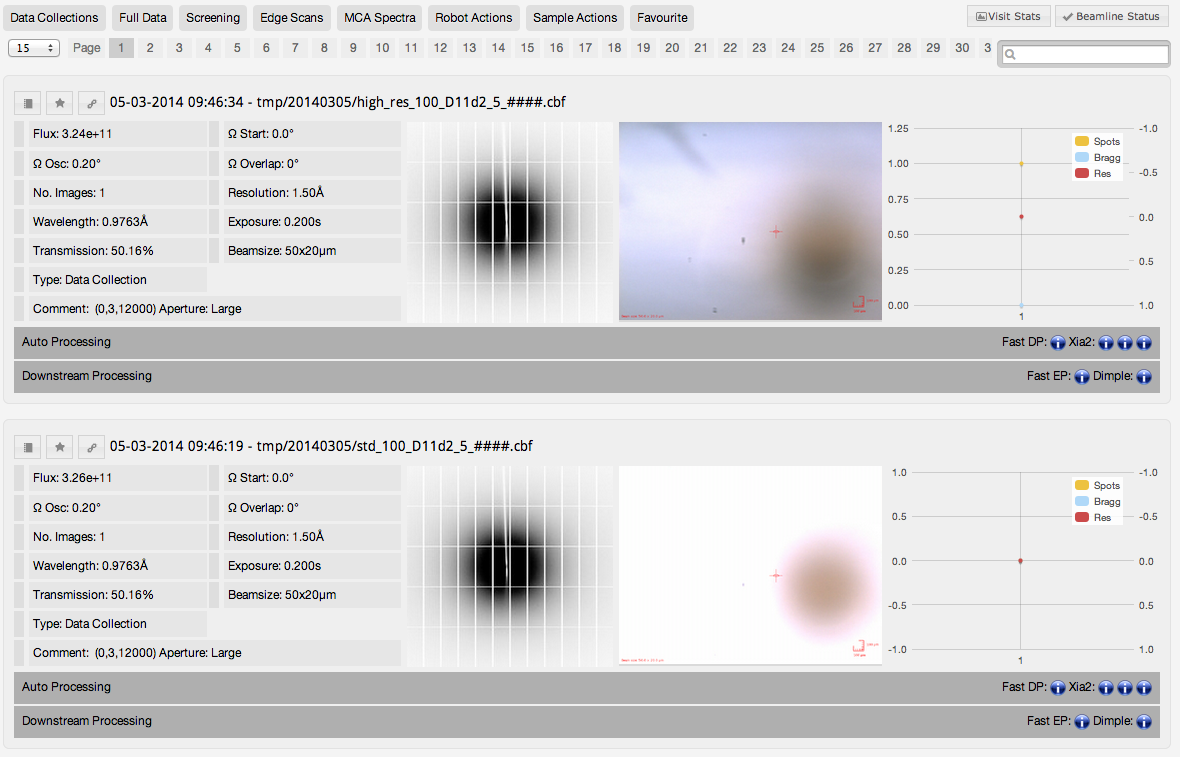 Data Collections Full Data Screening Edge Scans MCA Spectra Robot Actions Sample Actions Favourite Visit Stats Beamline Status
15 Page 1 2 3 4 5 6 7 8 9 10 11 12 13 14 15 16 17 18 19 20 21 22 23 24 25 26 27 28 29 30 3
05-03-2014 09:46:34 - tmp/20140305/high_res_100_D11d2_5_####.cbf
Flux: 3.24e+11 Ω Start: 0.0°
Ω Osc: 0.20° Ω Overlap: 0°
No. Images: 1 Resolution: 1.50Å
Wavelength: 0.9763Å Exposure: 0.200s
Transmission: 50.16% Beamsize: 50x20µm
Type: Data Collection
Comment: (0,3,12000) Aperture: Large
1.25 -1.0
Spots
Bragg
1.00 Res -0.5
0.75 0.0
0.50
0.25 0.5
0.00 1.0
1
Auto Processing Fast DP: Xia2:
Downstream Processing Fast EP: Dimple:
05-03-2014 09:46:19 - tmp/20140305/std_100_D11d2_5_####.cbf
Flux: 3.26e+11 Ω Start: 0.0°
Ω Osc: 0.20° Ω Overlap: 0°
No. Images: 1 Resolution: 1.50Å
Wavelength: 0.9763Å Exposure: 0.200s
Transmission: 50.16% Beamsize: 50x20µm
Type: Data Collection
Comment: (0,3,12000) Aperture: Large
1.0 -1.0
Spots
Bragg
0.5 Res -0.5
0.0 0.0
-0.5 0.5
-1.0 1.0
1
Auto Processing Fast DP: Xia2:
Downstream Processing Fast EP: Dimple: